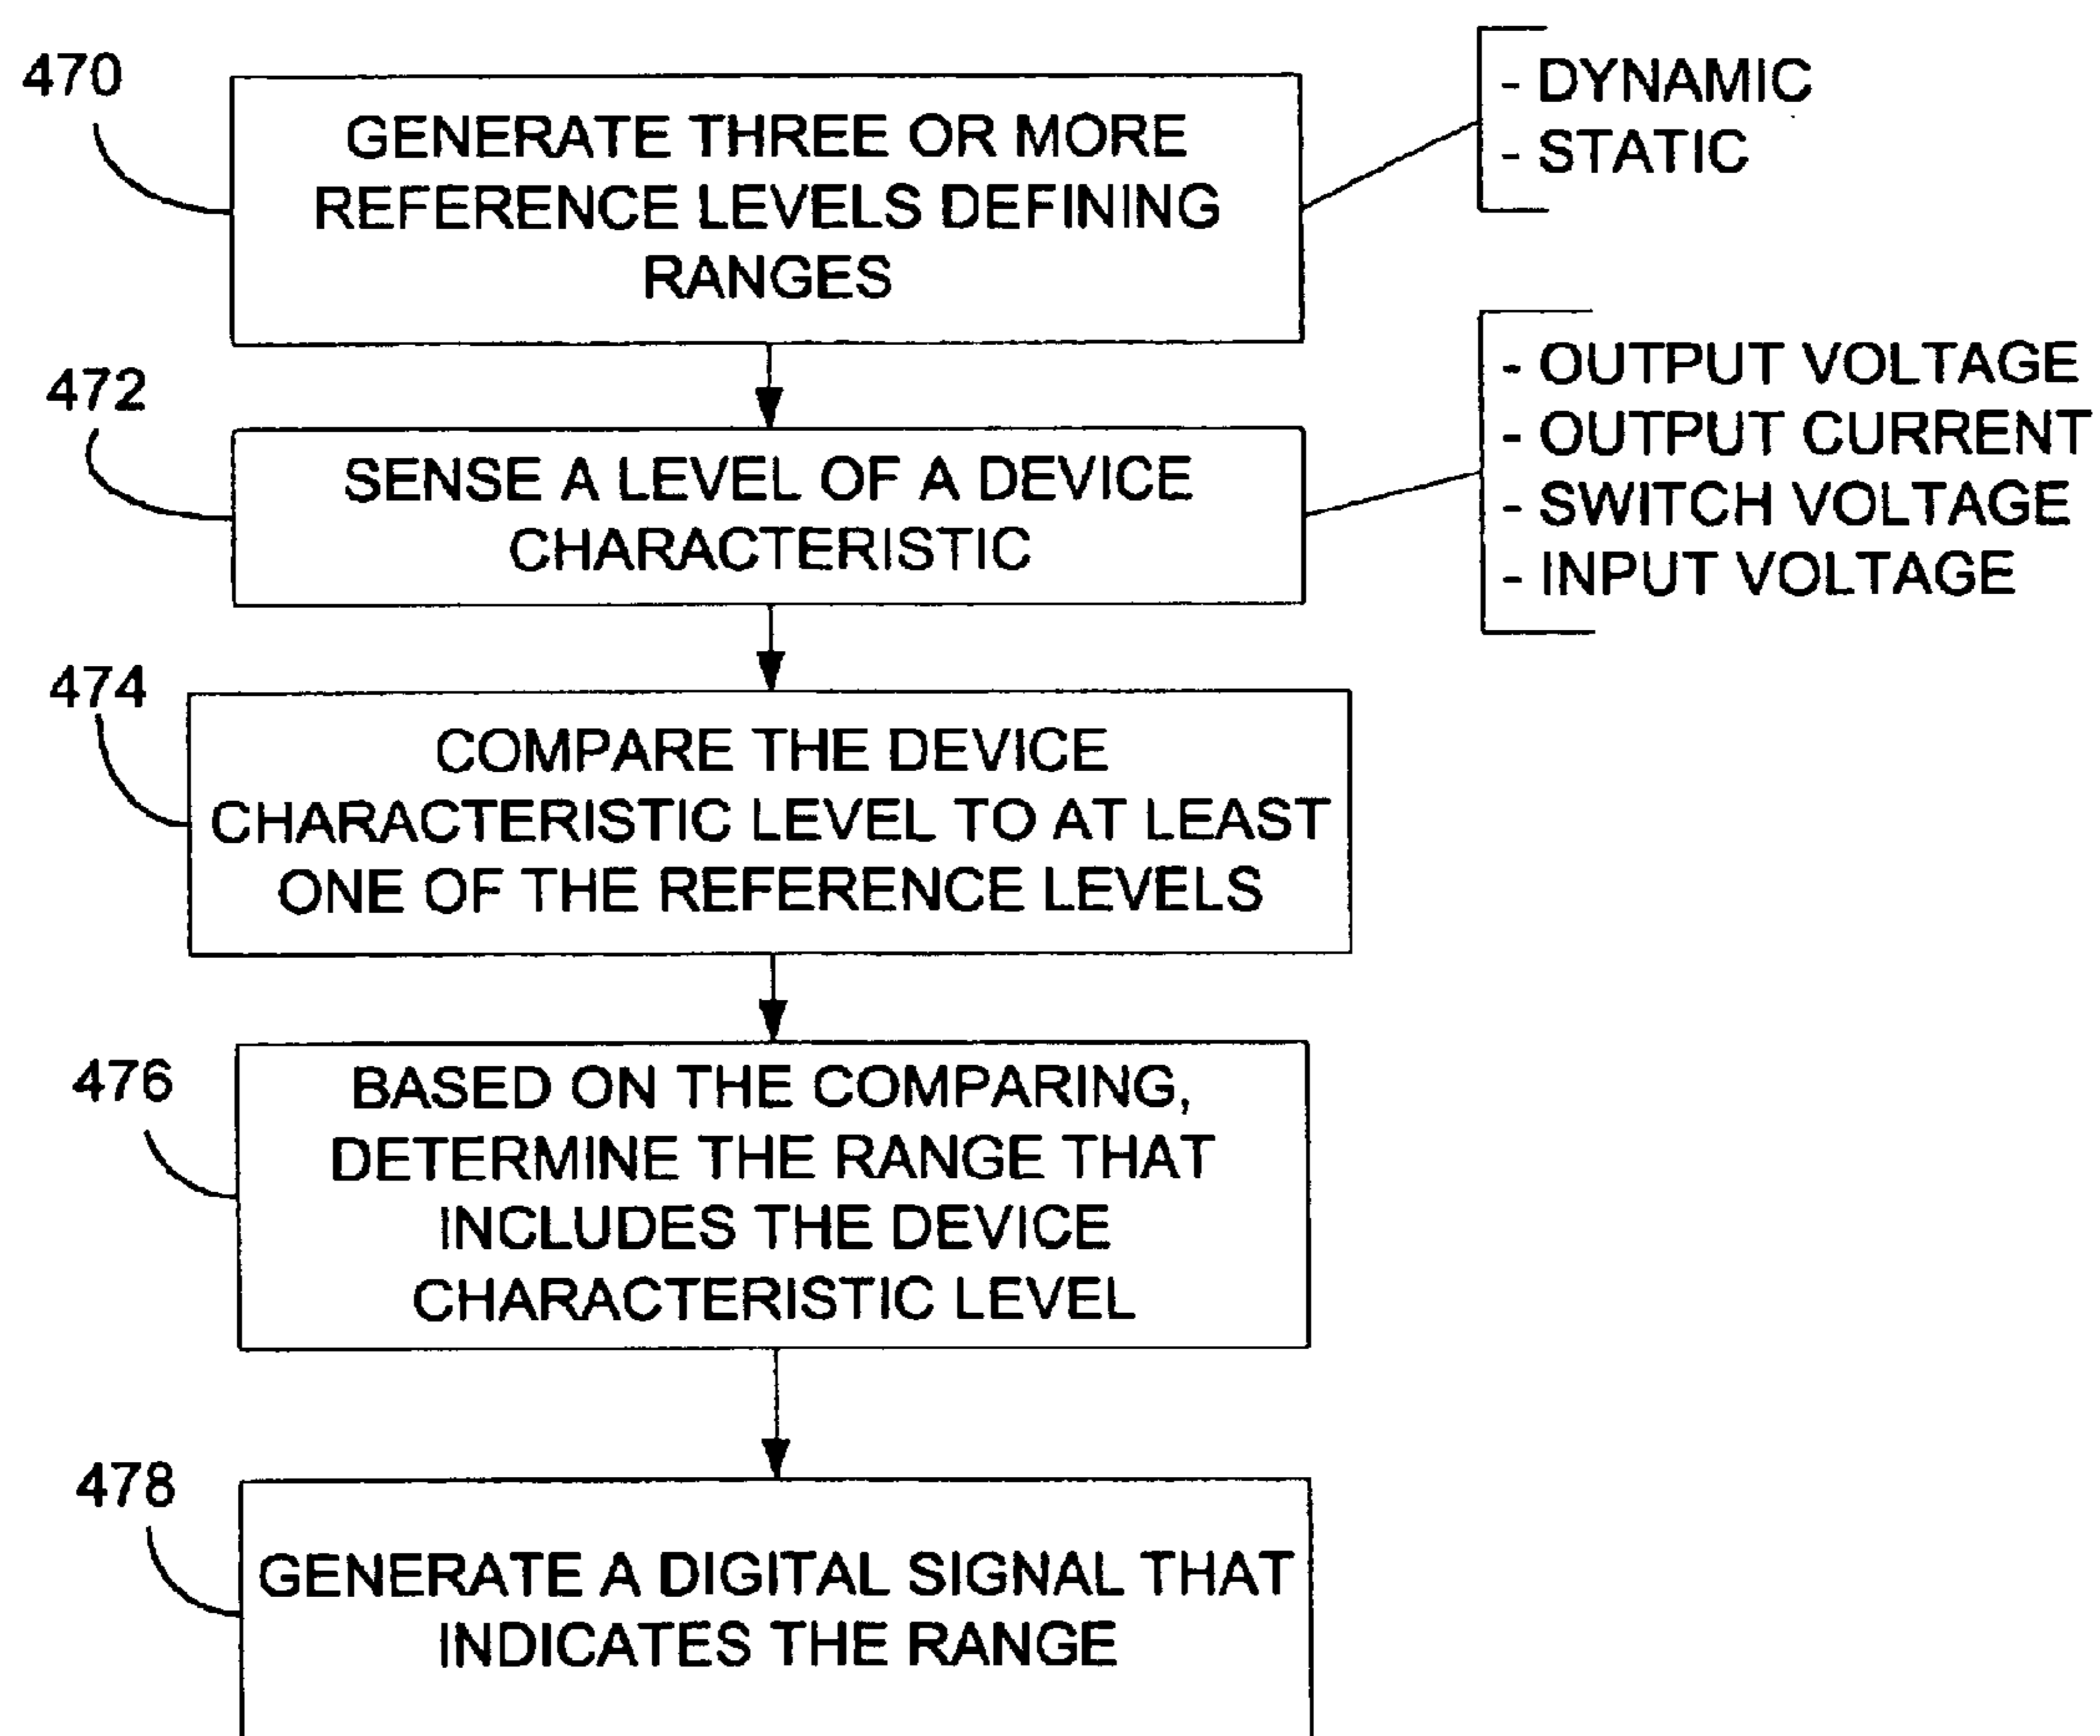 470
GENERATE THREE OR MORE
REFERENCE LEVELS DEFINING
RANGES
- DYNAMIC
- STATIC
472
SENSE A LEVEL OF A DEVICE
CHARACTERISTIC
- OUTPUT VOLTAGE
- OUTPUT CURRENT
- SWITCH VOLTAGE
- INPUT VOLTAGE
474
COMPARE THE DEVICE
CHARACTERISTIC LEVEL TO AT LEAST
ONE OF THE REFERENCE LEVELS
476
BASED ON THE COMPARING,
DETERMINE THE RANGE THAT
INCLUDES THE DEVICE
CHARACTERISTIC LEVEL
478
GENERATE A DIGITAL SIGNAL THAT
INDICATES THE RANGE